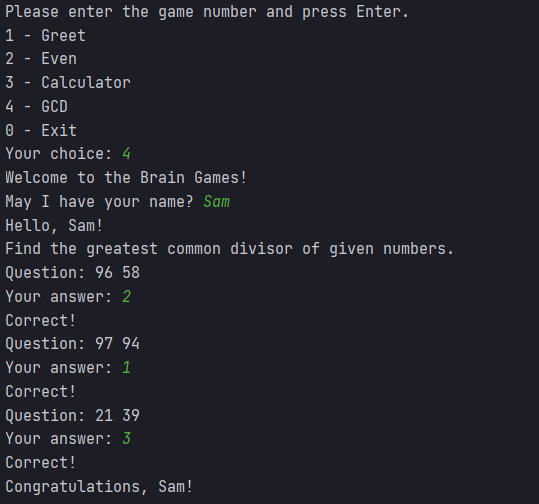 Please enter the game number and press Enter.
1 - Greet
2 - Even
3 - Calculator
4 - GCD
0 - Exit
Your choice: 4
Welcome to the Brain Games!
May I have your name? Sam
Hello, Sam!
Find the greatest common divisor of given numbers.
Question: 96 58
Your answer: 2
Correct!
Question: 97 94
Your answer: 1
Correct!
Question: 21 39
Your answer: 3
Correct!
Congratulations, Sam!